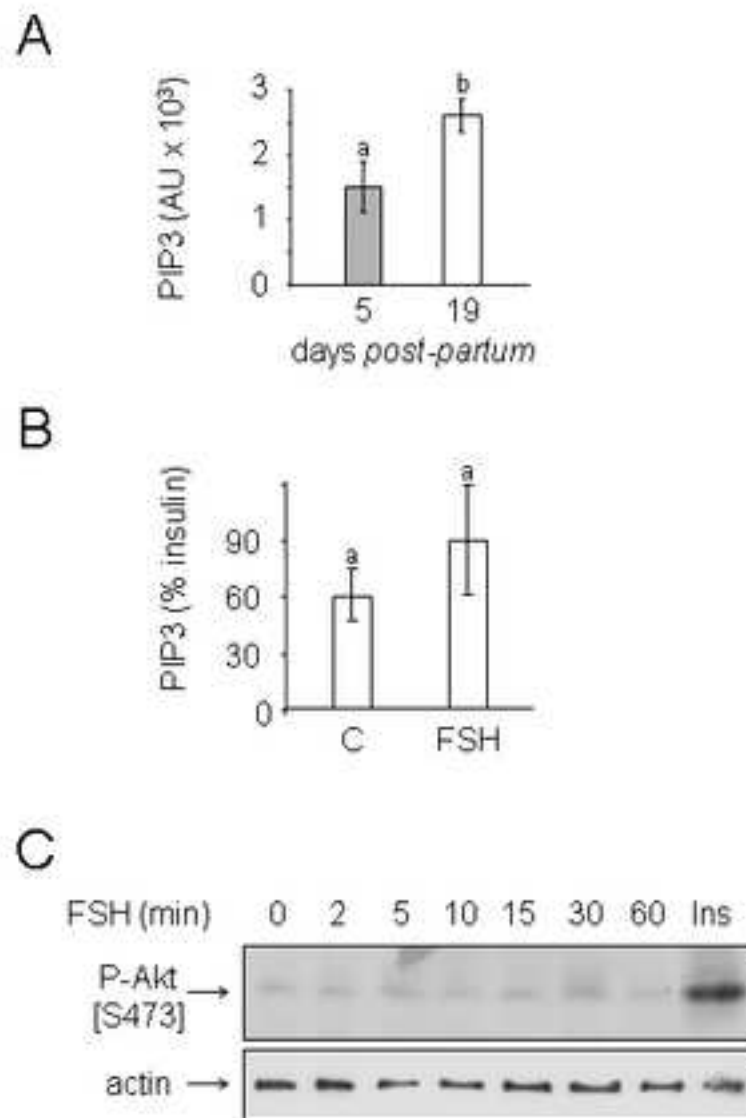 A
PIP3 (AU x 10³)
3
2
1
0
a
b
5 19
days post-partum
B
PIP3 (% insulin)
90
60
30
0
a
a
C FSH
C
FSH (min) 0 2 5 10 15 30 60 Ins
P-Akt
[S473]
actin